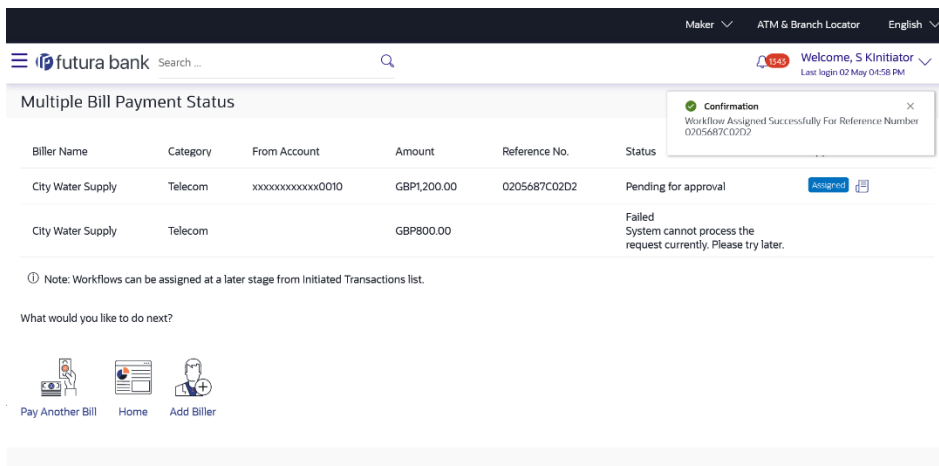 Maker ATM & Branch Locator English
futura bank Search ... 1343 Welcome, S KInitiator
Last login 02 May 04:58 PM
Multiple Bill Payment Status
Confirmation
Workflow Assigned Successfully For Reference Number
0205687C02D2
Biller Name Category From Account Amount Reference No. Status
City Water Supply Telecom xxxxxxxxxxxx0010 GBP1,200.00 0205687C02D2 Pending for approval Assigned
City Water Supply Telecom GBP800.00 Failed
System cannot process the
request currently. Please try later.
Note: Workflows can be assigned at a later stage from Initiated Transactions list.
What would you like to do next?
Pay Another Bill Home Add Biller